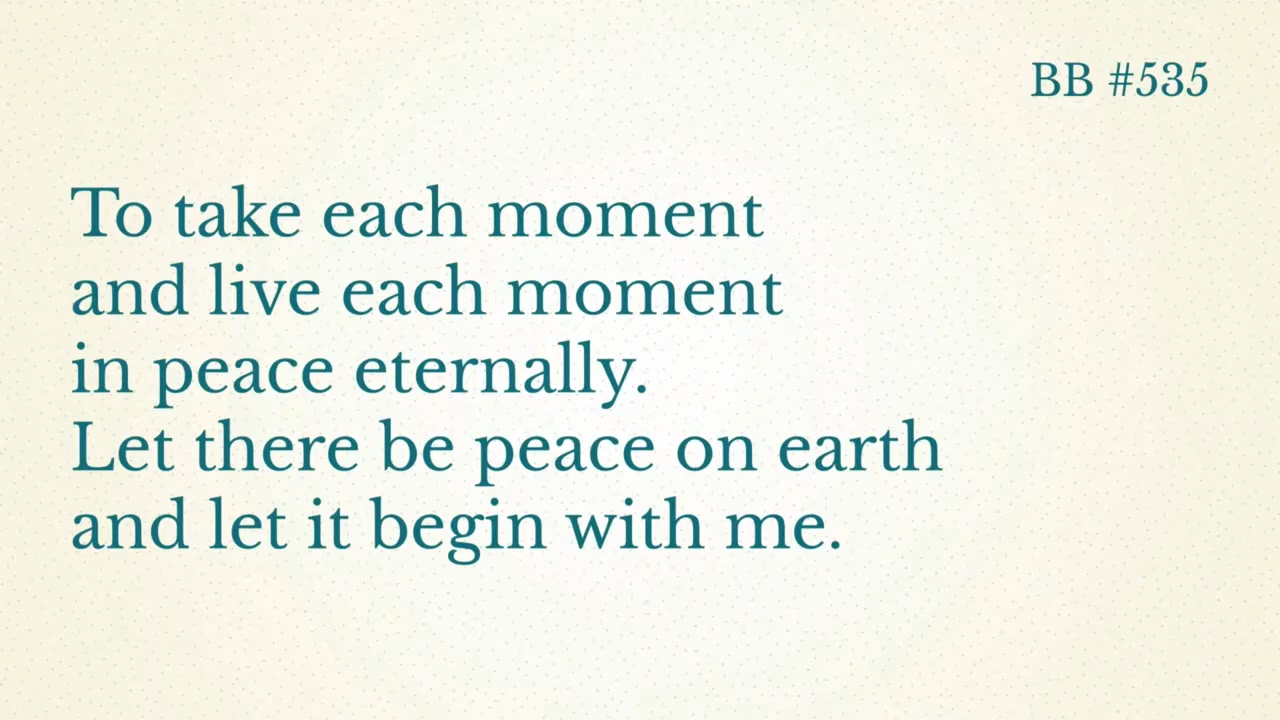 BB #535
To take each moment
and live each moment
in peace eternally.
Let there be peace on earth
and let it begin with me.